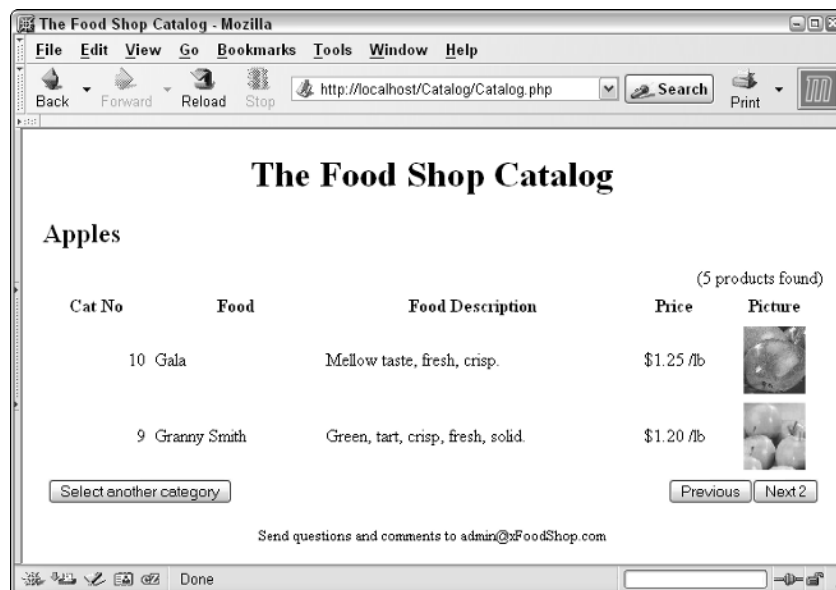 The Food Shop Catalog - Mozilla
File Edit View Go Bookmarks Tools Window Help
Back Forward Reload Stop http://localhost/Catalog/Catalog.php Search Print
The Food Shop Catalog
Apples
(5 products found)
Cat No Food Food Description Price Picture
10 Gala Mellow taste, fresh, crisp. $1.25 /lb
9 Granny Smith Green, tart, crisp, fresh, solid. $1.20 /lb
Select another category Previous Next 2
Send questions and comments to admin@xFoodShop.com
Done